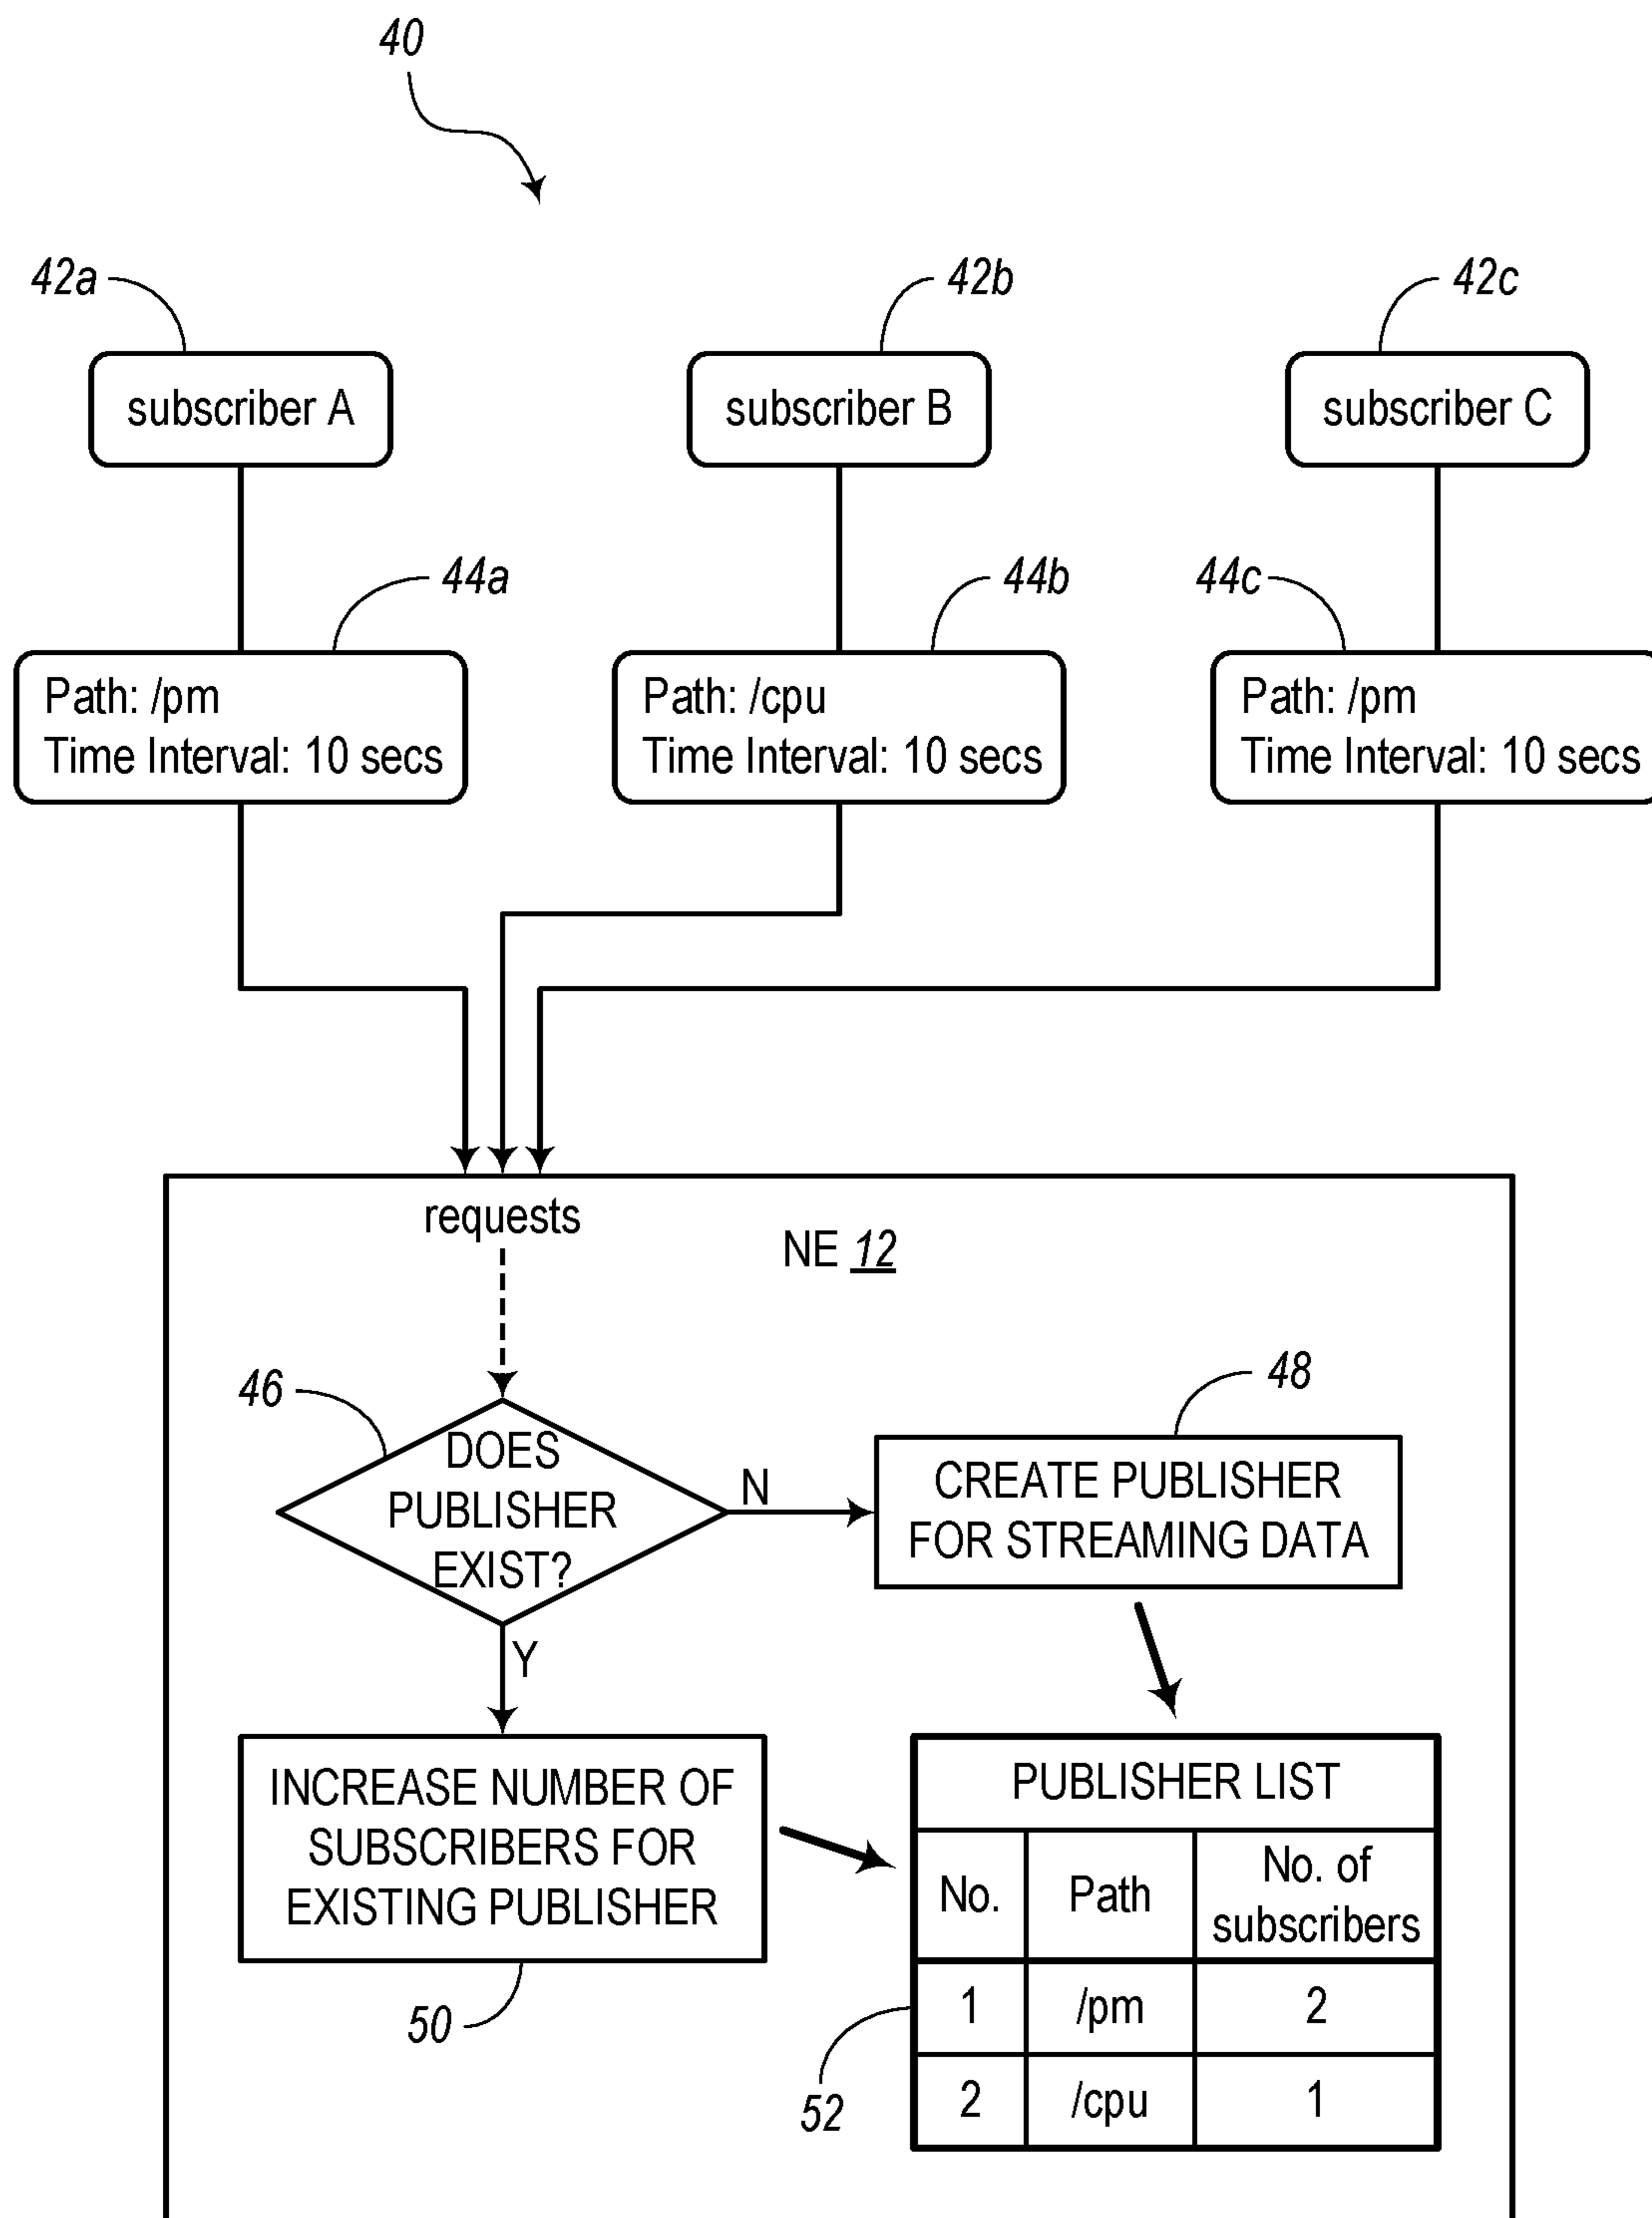 40
42a
42b
42c
subscriber A
subscriber B
subscriber C
44a
44b
44c
Path: /pm
Time Interval: 10 secs
Path: /cpu
Time Interval: 10 secs
Path: /pm
Time Interval: 10 secs
requests
NE 12
46
DOES
PUBLISHER
EXIST?
N
Y
48
CREATE PUBLISHER
FOR STREAMING DATA
INCREASE NUMBER OF
SUBSCRIBERS FOR
EXISTING PUBLISHER
50
PUBLISHER LIST
No.
Path
No. of
subscribers
1
/pm
2
2
/cpu
1
52